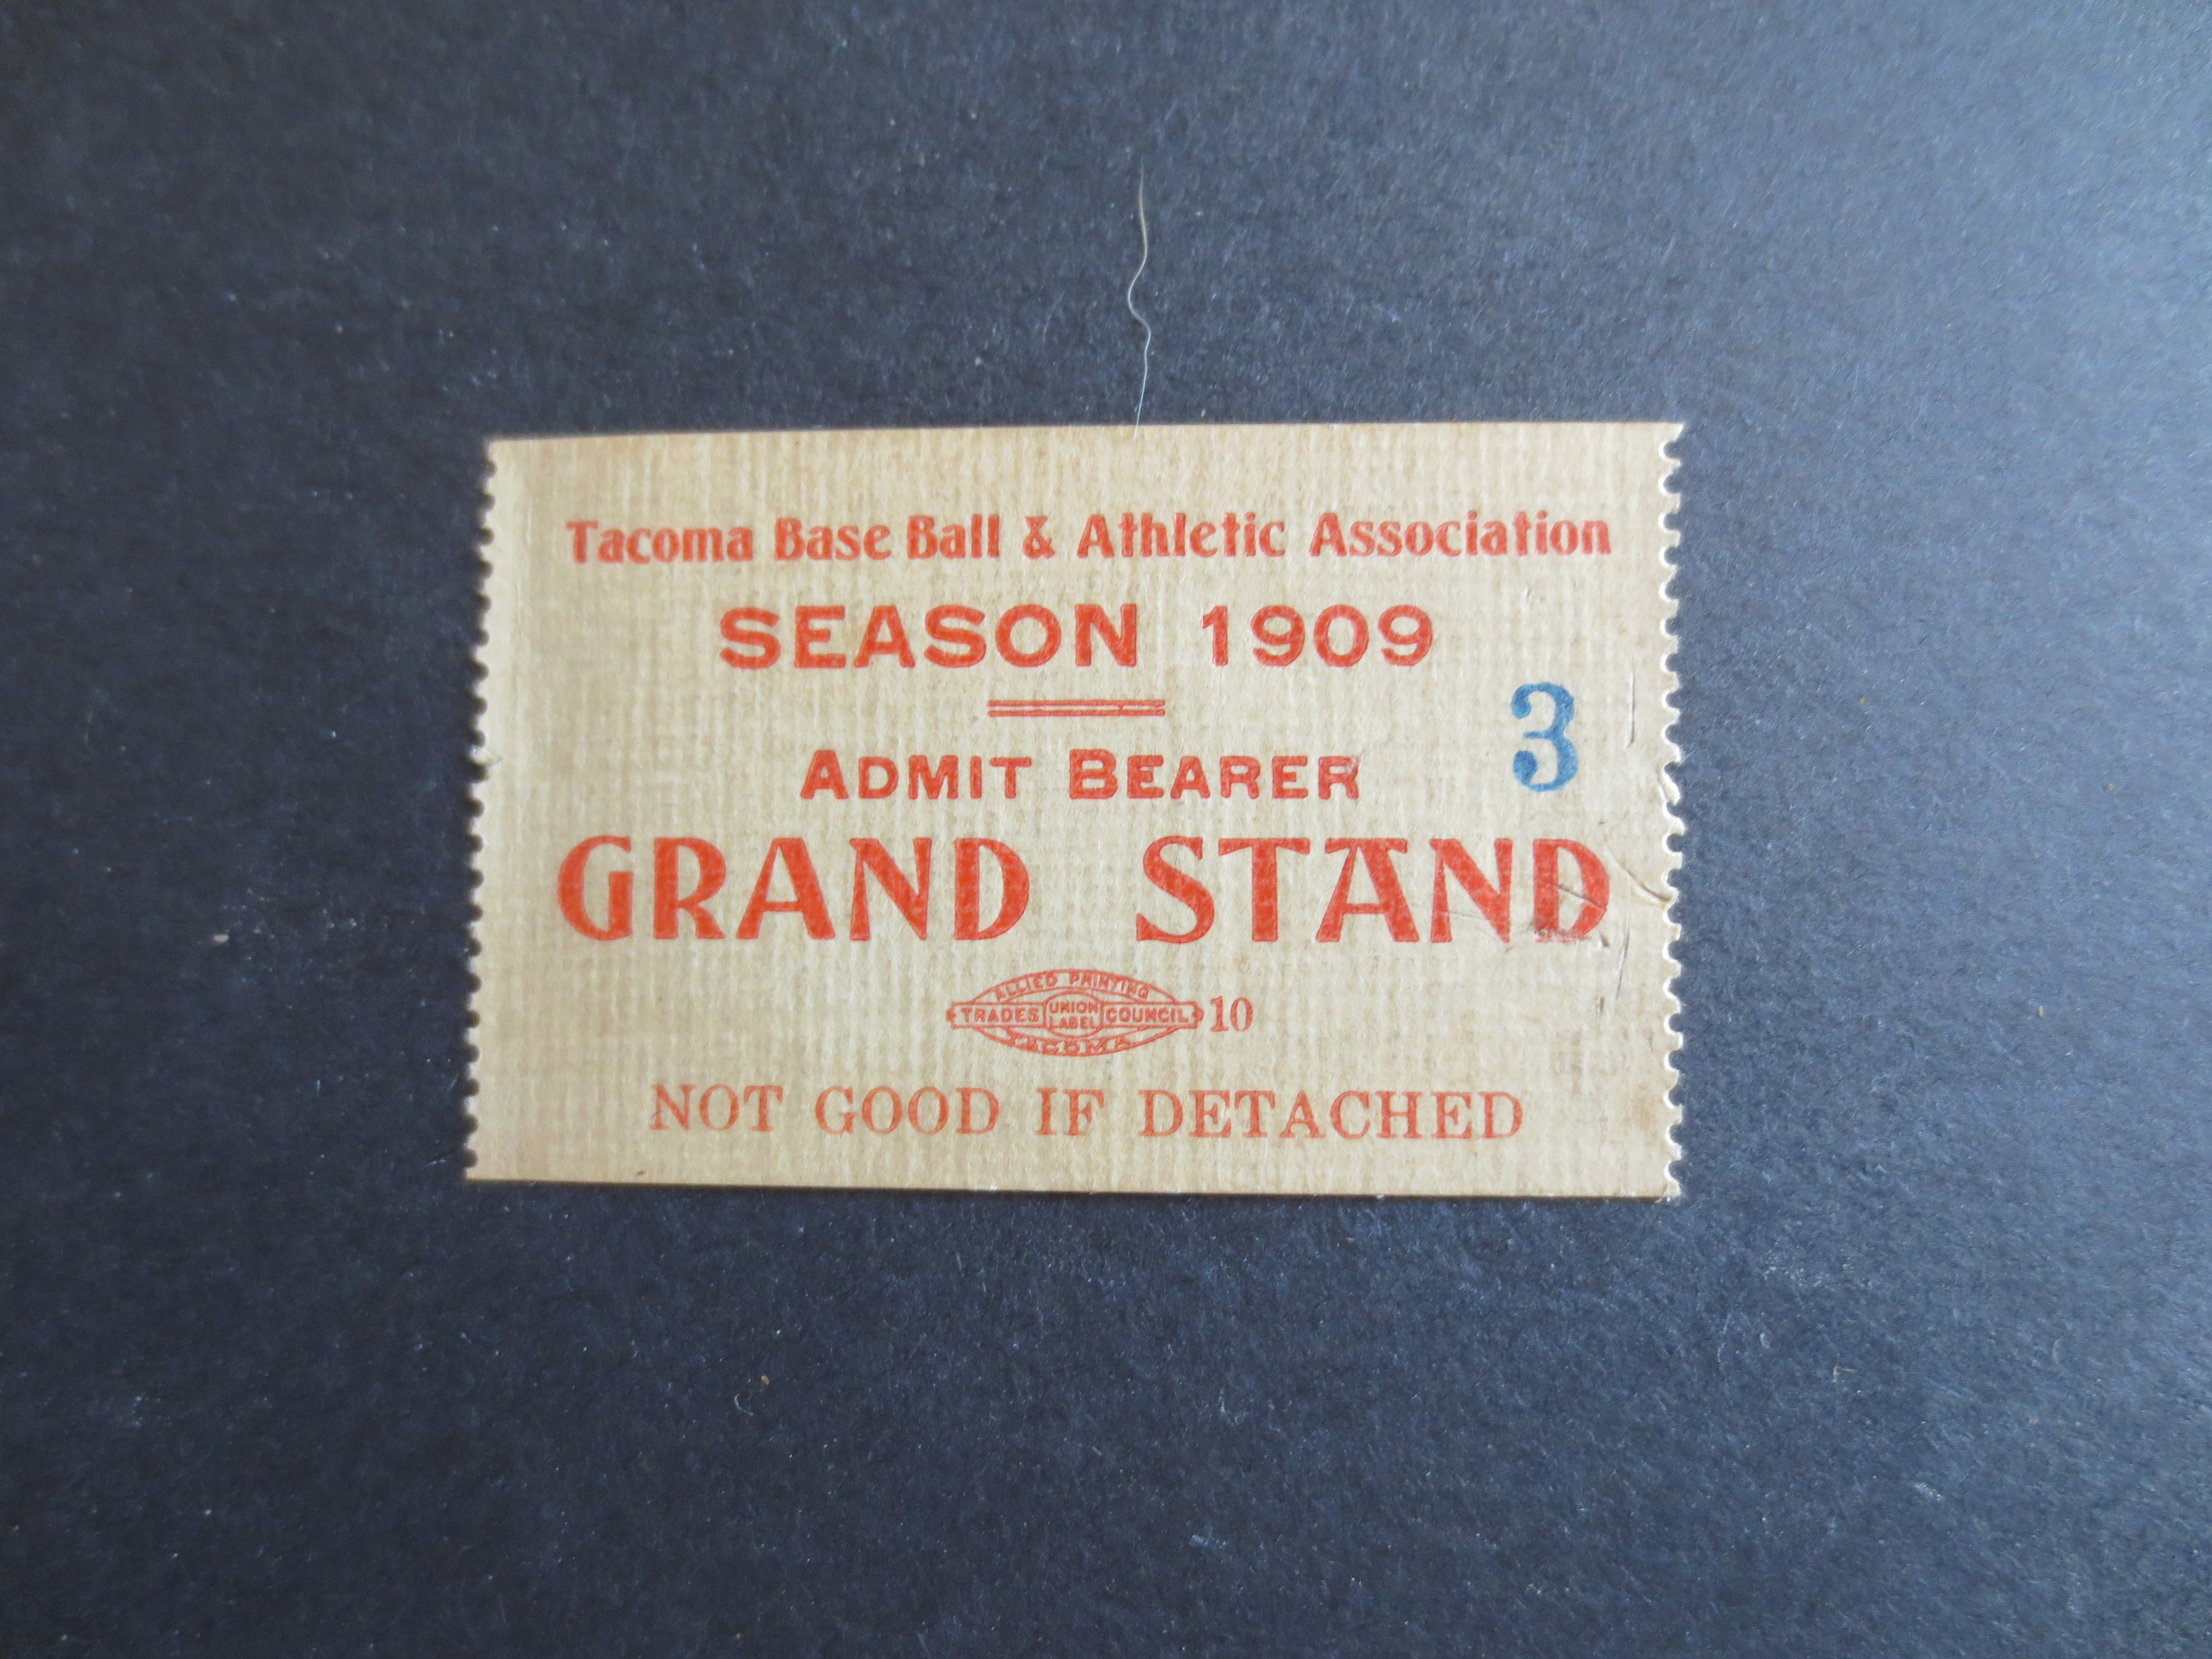 Tacoma Base Ball & Athletic Association
SEASON 1909
3
ADMIT BEARER
GRAND STAND
ALLIED PRINTING
TRADES UNION LABEL COUNCIL 10
TACOMA
NOT GOOD IF DETACHED